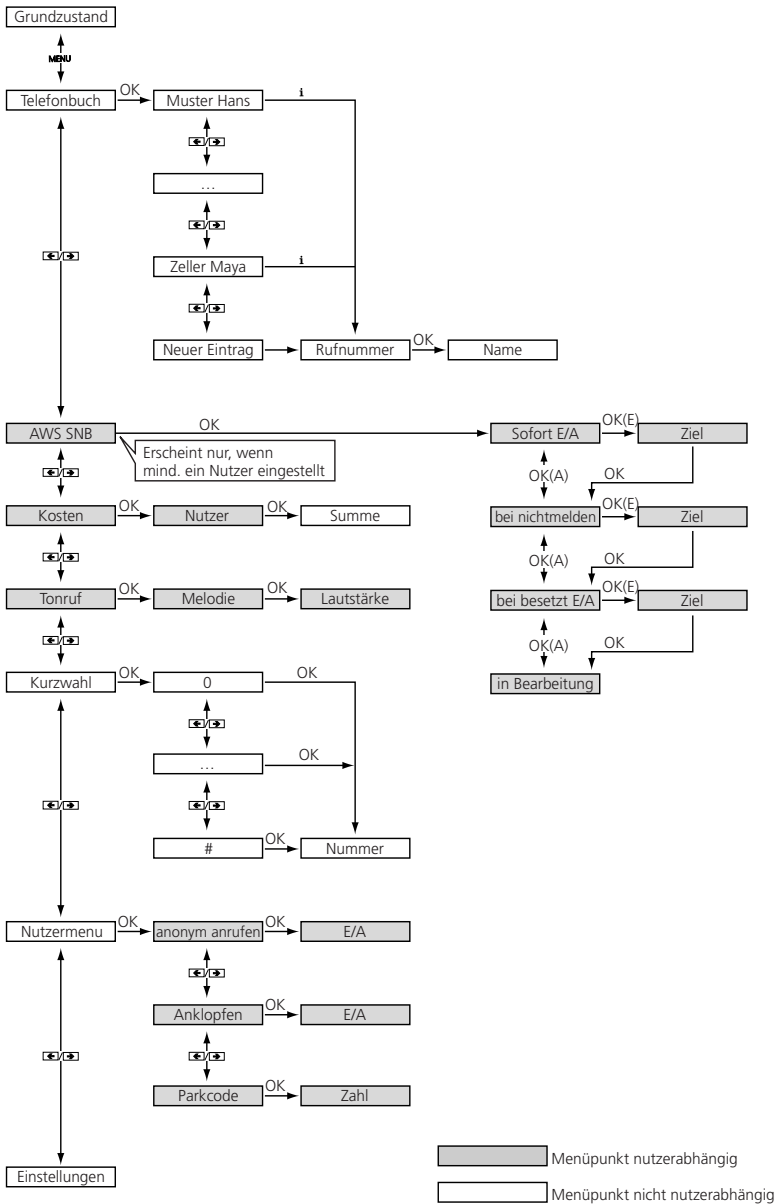 Grundzustand
MENU
Telefonbuch
OK
Muster Hans
i
...
Zeller Maya
i
Neuer Eintrag
Rufnummer
OK
Name
AWS SNB
OK
Sofort E/A
OK(E)
Ziel
Erscheint nur, wenn
mind. ein Nutzer eingestellt
OK(A)
OK
Kosten
OK
Nutzer
OK
Summe
bei nichtmelden
OK(E)
Ziel
OK(A)
OK
Tonruf
OK
Melodie
OK
Lautstärke
bei besetzt E/A
OK(E)
Ziel
OK(A)
OK
Kurzwahl
OK
0
OK
in Bearbeitung
...
OK
#
OK
Nummer
Nutzermenu
OK
anonym anrufen
OK
E/A
Anklopfen
OK
E/A
Parkcode
OK
Zahl
Einstellungen
Menüpunkt nutzerabhängig
Menüpunkt nicht nutzerabhängig